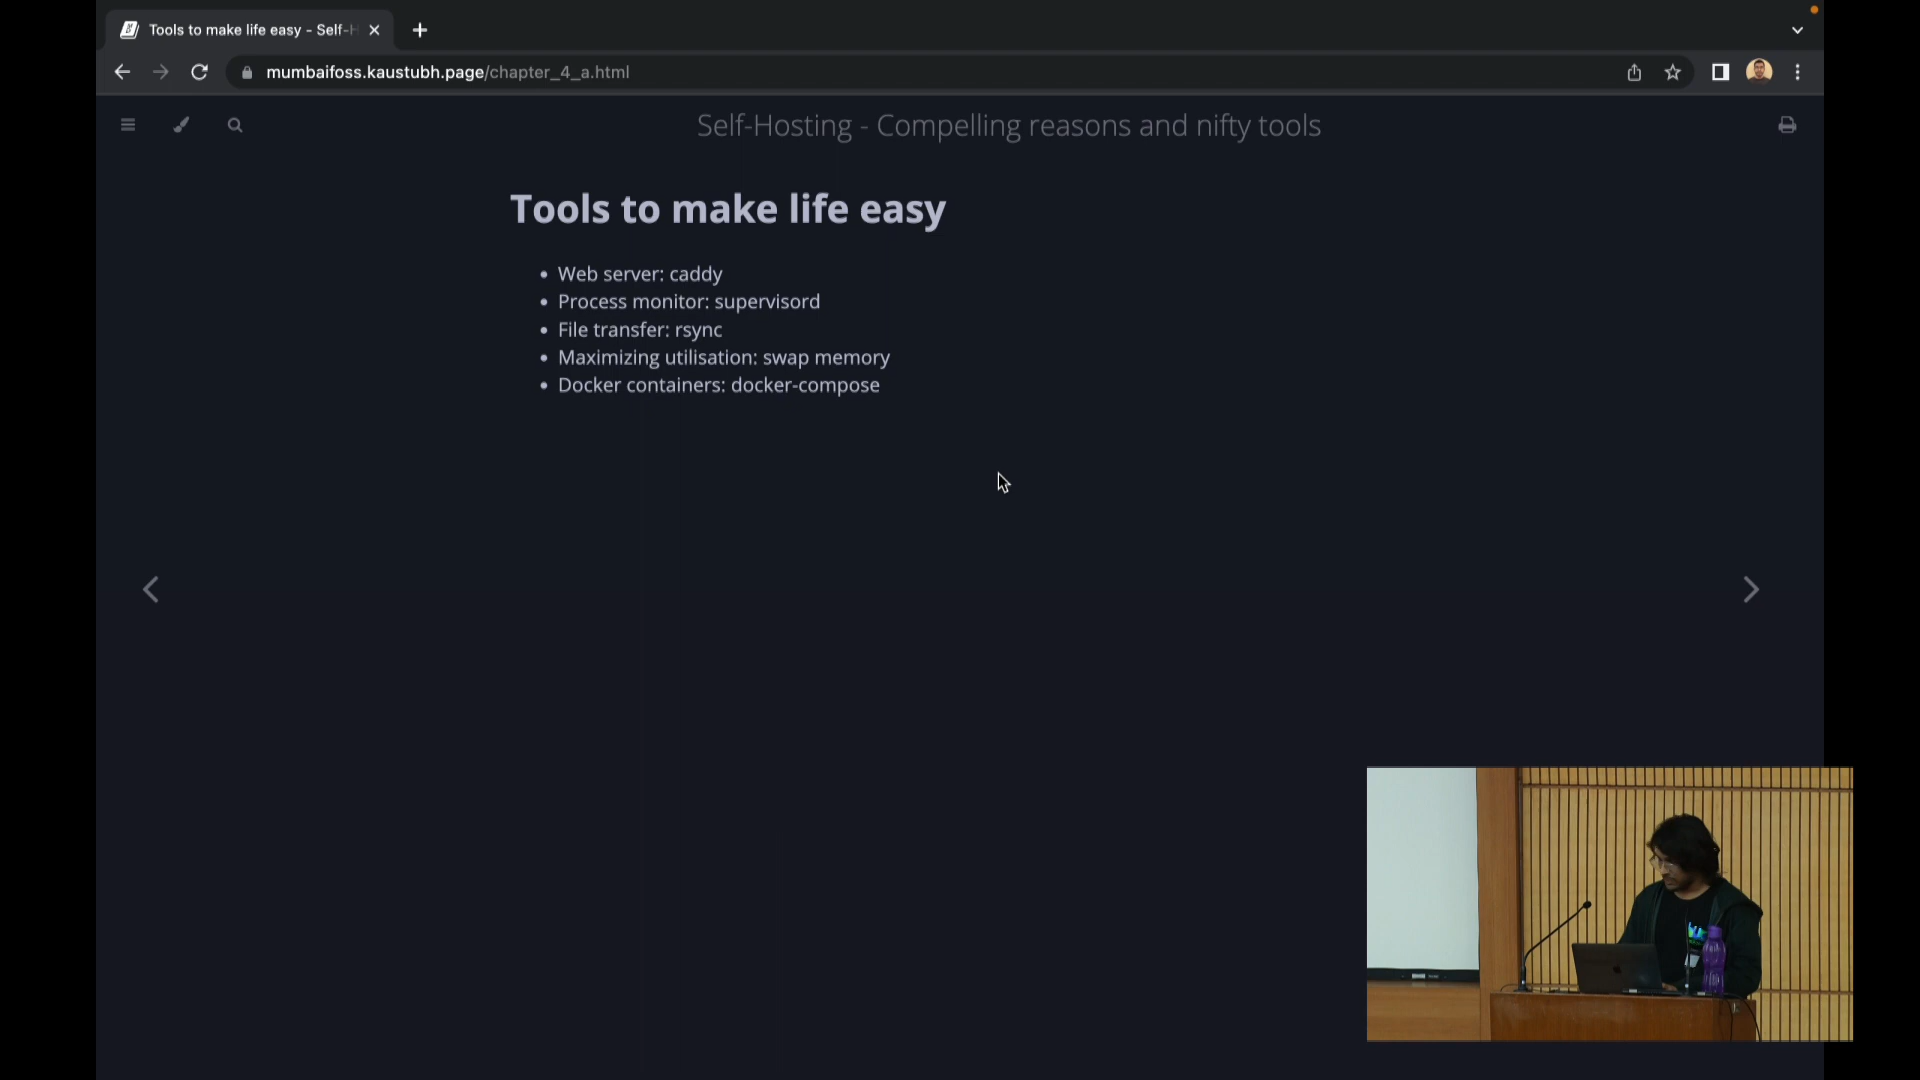 Tools to make life easy - Self-H
mumbaifoss.kaustubh.page/chapter_4_a.html
Self-Hosting - Compelling reasons and nifty tools
Tools to make life easy
• Web server: caddy
• Process monitor: supervisord
• File transfer: rsync
• Maximizing utilisation: swap memory
• Docker containers: docker-compose